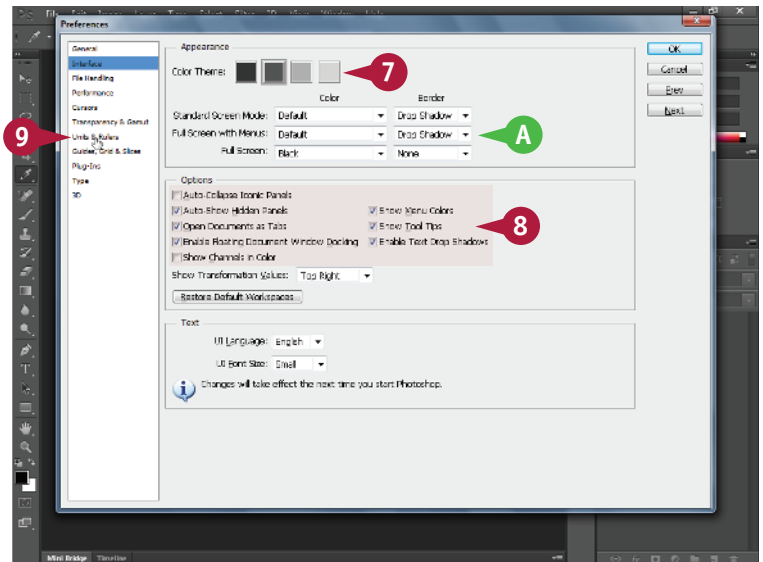 File
Preferences
General
Interface
File Handling
Performance
Cursors
Transparency & Gamut
Units & Rulers
Guides, Grid & Slices
Plug-Ins
Type
3D
9
Appearance
Color Theme:
7
Color Border
Standard Screen Mode: Default Drop Shadow
Full Screen with Menus: Default Drop Shadow
A
Full Screen: Black None
Options
Auto-Collapse Iconic Panels
Auto-Show Hidden Panels Show Menu Colors
Open Documents as Tabs Show Tool Tips
8
Enable Floating Document Window Docking Enable Text Drop Shadows
Show Channels in Color
Show Transformation Values: Top Right
Restore Default Workspaces
Text
UI Language: English
UI Font Size: Small
Changes will take effect the next time you start Photoshop.
OK
Cancel
Prev
Next
Mini Bridge Timeline